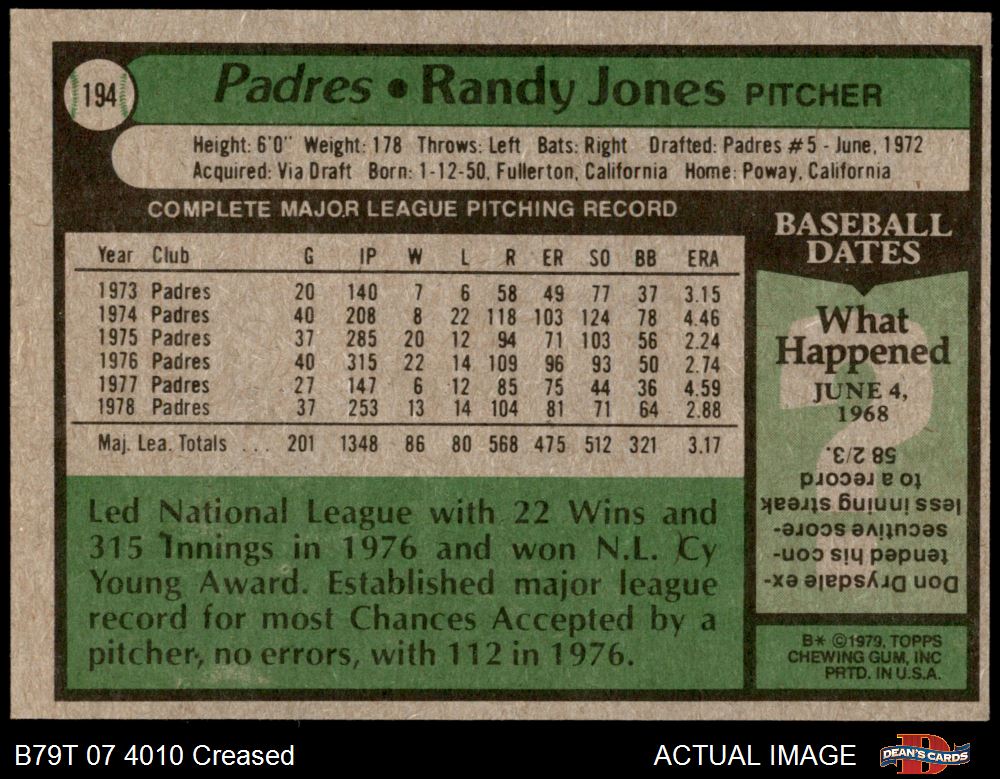 194
Padres • Randy Jones PITCHER
Height: 6'0" Weight: 178 Throws: Left Bats: Right Drafted: Padres #5 - June, 1972
Acquired: Via Draft Born: 1-12-50, Fullerton, California Home: Poway, California
COMPLETE MAJOR LEAGUE PITCHING RECORD
Year Club G IP W L R ER SO BB ERA
1973 Padres 20 140 7 6 58 49 77 37 3.15
1974 Padres 40 208 8 22 118 103 124 78 4.46
1975 Padres 37 285 20 12 94 71 103 56 2.24
1976 Padres 40 315 22 14 109 96 93 50 2.74
1977 Padres 27 147 6 12 85 75 44 36 4.59
1978 Padres 37 253 13 14 104 81 71 64 2.88
Maj. Lea. Totals ... 201 1348 86 80 568 475 512 321 3.17
Led National League with 22 Wins and
315 Innings in 1976 and won N.L. Cy
Young Award. Established major league
record for most Chances Accepted by a
pitcher, no errors, with 112 in 1976.
BASEBALL
DATES
What
Happened
JUNE 4,
1968
Don Drysdale ex-
tended his con-
secutive score-
less inning streak
to a record
58 2/3.
B* ©1979, TOPPS
CHEWING GUM, INC
PRTD. IN U.S.A.
B79T 07 4010 Creased
ACTUAL IMAGE
D
DEAN'S CARDS